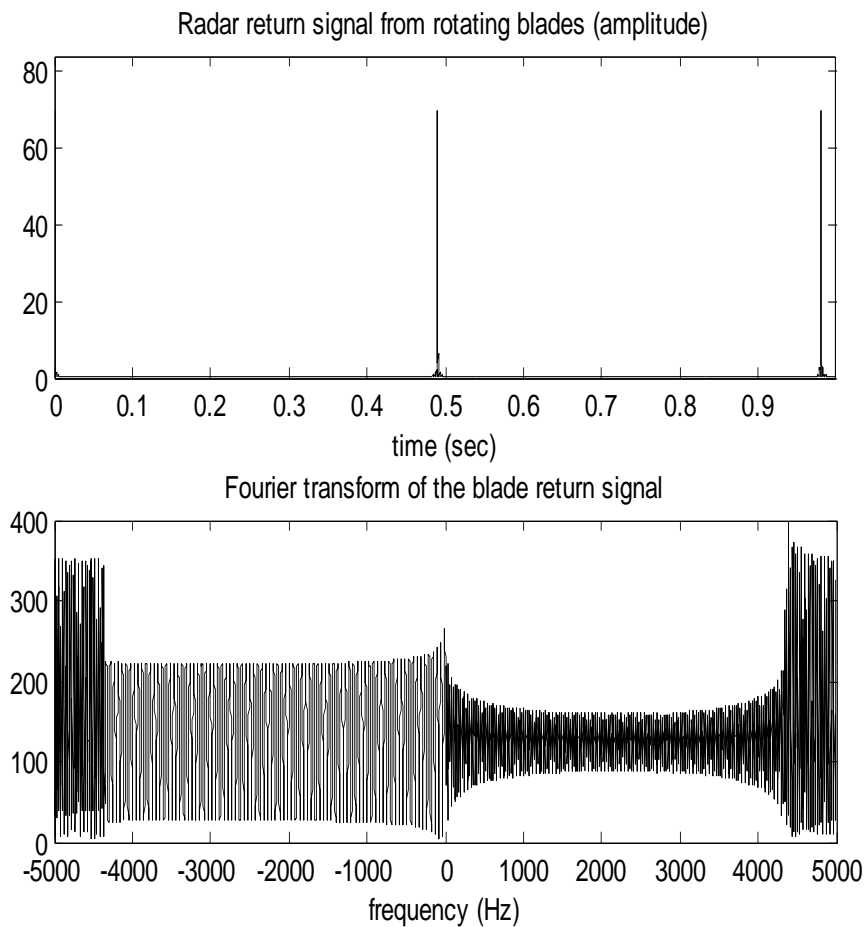 Radar return signal from rotating blades (amplitude)
80
60
40
20
0
0 0.1 0.2 0.3 0.4 0.5 0.6 0.7 0.8 0.9
time (sec)
Fourier transform of the blade return signal
400
300
200
100
0
-5000 -4000 -3000 -2000 -1000 0 1000 2000 3000 4000 5000
frequency (Hz)